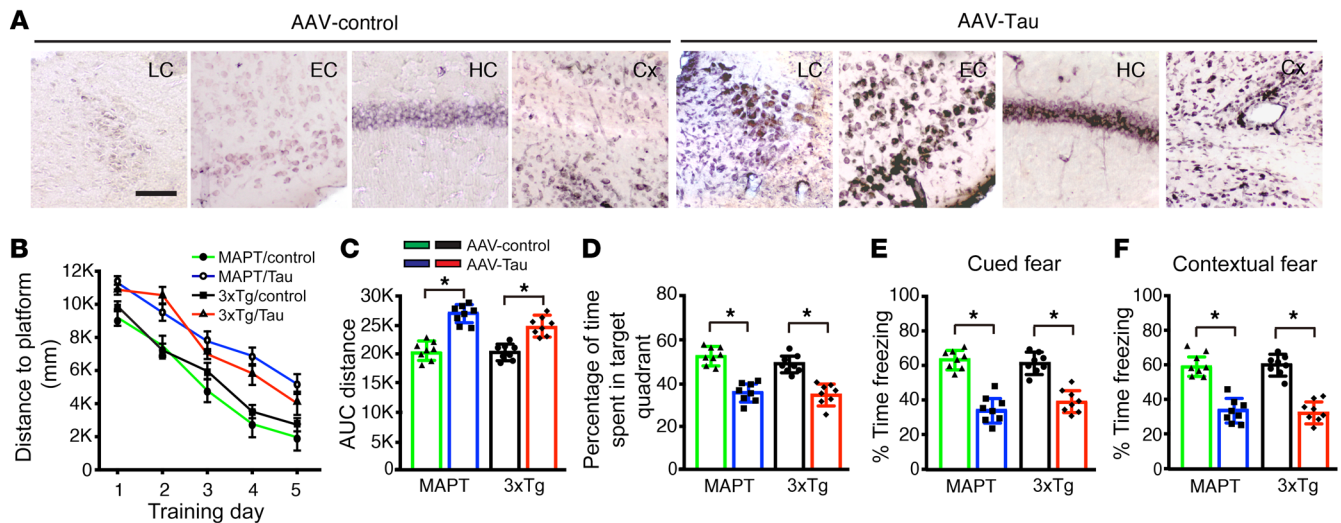 A
AAV-control
AAV-Tau
LC
EC
HC
Cx
LC
EC
HC
Cx
B
Distance to platform
(mm)
12K
10K
8K
6K
4K
2K
0
1
2
3
4
5
Training day
MAPT/control
MAPT/Tau
3xTg/control
3xTg/Tau
C
AAV-control
AAV-Tau
AUC distance
30K
25K
20K
15K
10K
5K
0
*
*
MAPT
3xTg
D
Percentage of time
spent in target
quadrant
80
60
40
20
0
*
*
MAPT
3xTg
E
Cued fear
% Time freezing
100
80
60
40
20
0
*
*
MAPT
3xTg
F
Contextual fear
% Time freezing
100
80
60
40
20
0
*
*
MAPT
3xTg